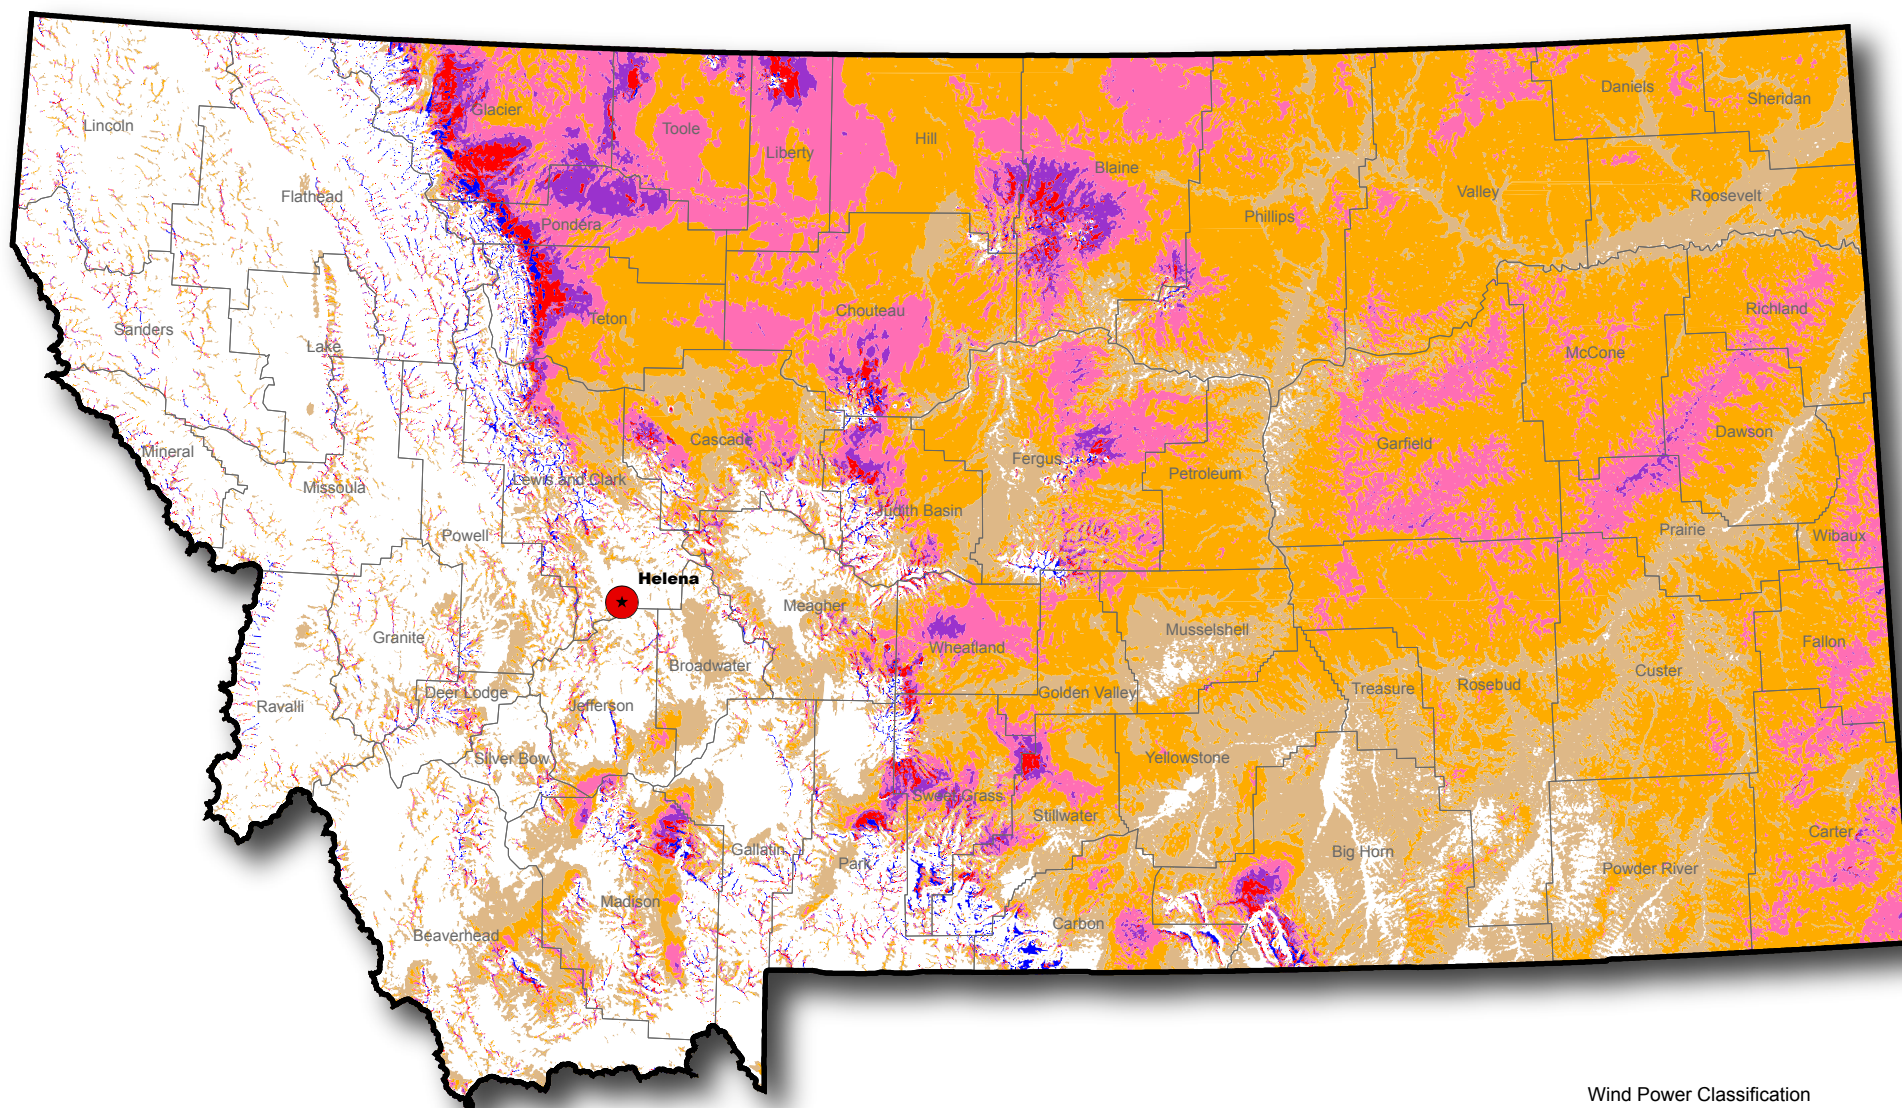 Daniels
Sheridan
Glacier
Lincoln
Toole
Hill
Liberty
Blaine
Flathead
Valley
Roosevelt
Phillips
Pondera
Richland
Chouteau
Teton
Sanders
Lake
McCone
Dawson
Cascade
Garfield
Mineral
Fergus
Petroleum
Lewis and Clark
Missoula
Judith Basin
Prairie
Powell
Wibaux
Helena
Meagher
Musselshell
Granite
Fallon
Wheatland
Broadwater
Custer
Rosebud
Treasure
Deer Lodge
Golden Valley
Ravalli
Jefferson
Silver Bow
Yellowstone
Sweet Grass
Stillwater
Carter
Gallatin
Big Horn
Park
Powder River
Madison
Carbon
Beaverhead
Wind Power Classification